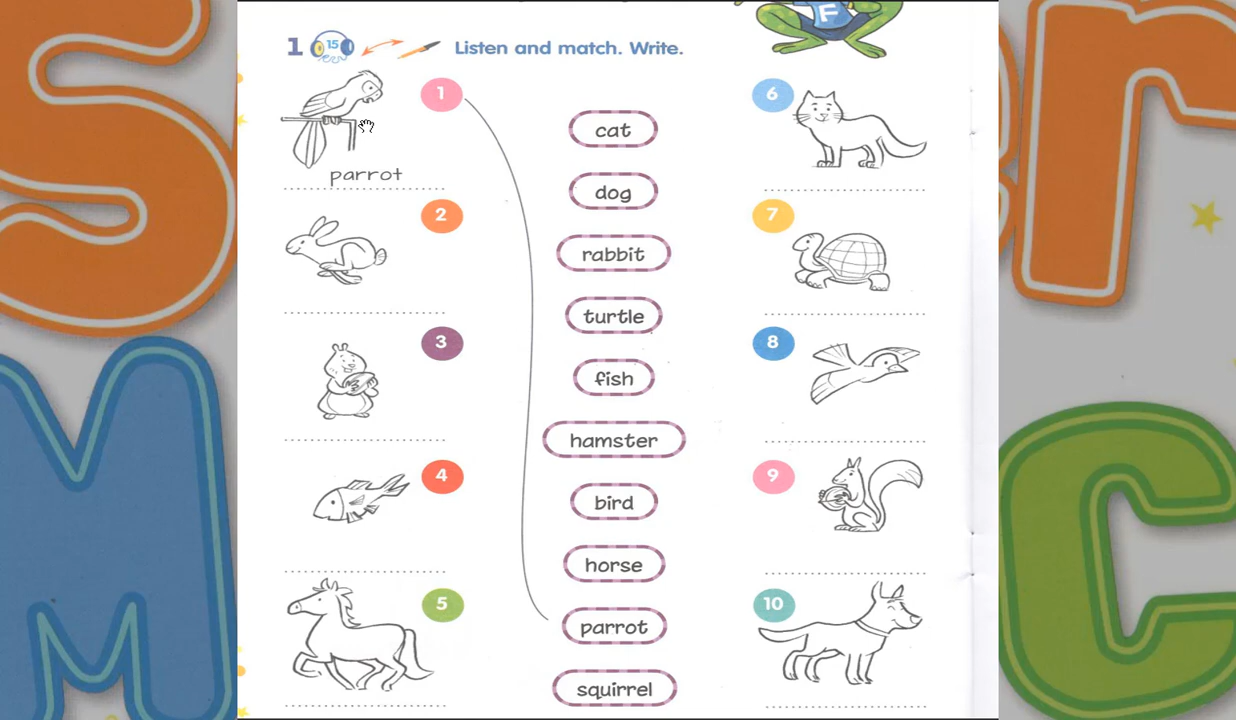 1 15 Listen and match. Write.
F
1
parrot
2
3
4
5
cat
dog
rabbit
turtle
fish
hamster
bird
horse
parrot
squirrel
6
7
8
9
10
S
M
r
C